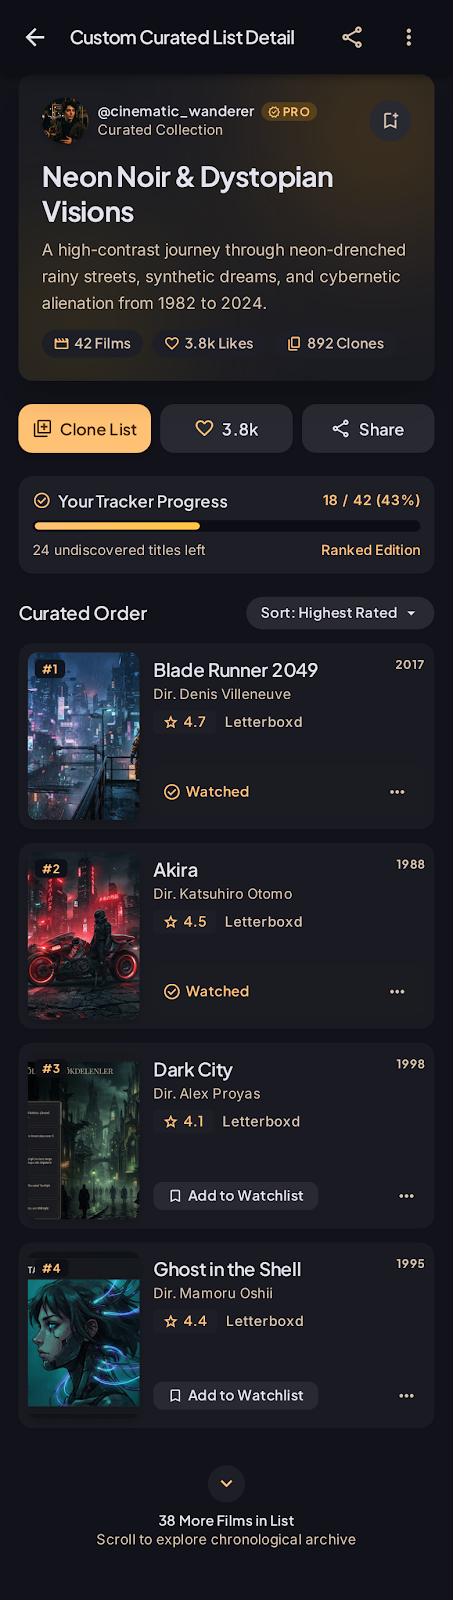 Custom Curated List Detail
@cinematic_wanderer PRO
Curated Collection
Neon Noir & Dystopian
Visions
A high-contrast journey through neon-drenched
rainy streets, synthetic dreams, and cybernetic
alienation from 1982 to 2024.
42 Films 3.8k Likes 892 Clones
Clone List 3.8k Share
Your Tracker Progress 18 / 42 (43%)
24 undiscovered titles left Ranked Edition
Curated Order Sort: Highest Rated
#1 Blade Runner 2049 2017
Dir. Denis Villeneuve
4.7 Letterboxd
Watched
#2 Akira 1988
Dir. Katsuhiro Otomo
4.5 Letterboxd
Watched
#3 Dark City 1998
Dir. Alex Proyas
4.1 Letterboxd
Add to Watchlist
#4 Ghost in the Shell 1995
Dir. Mamoru Oshii
4.4 Letterboxd
Add to Watchlist
38 More Films in List
Scroll to explore chronological archive